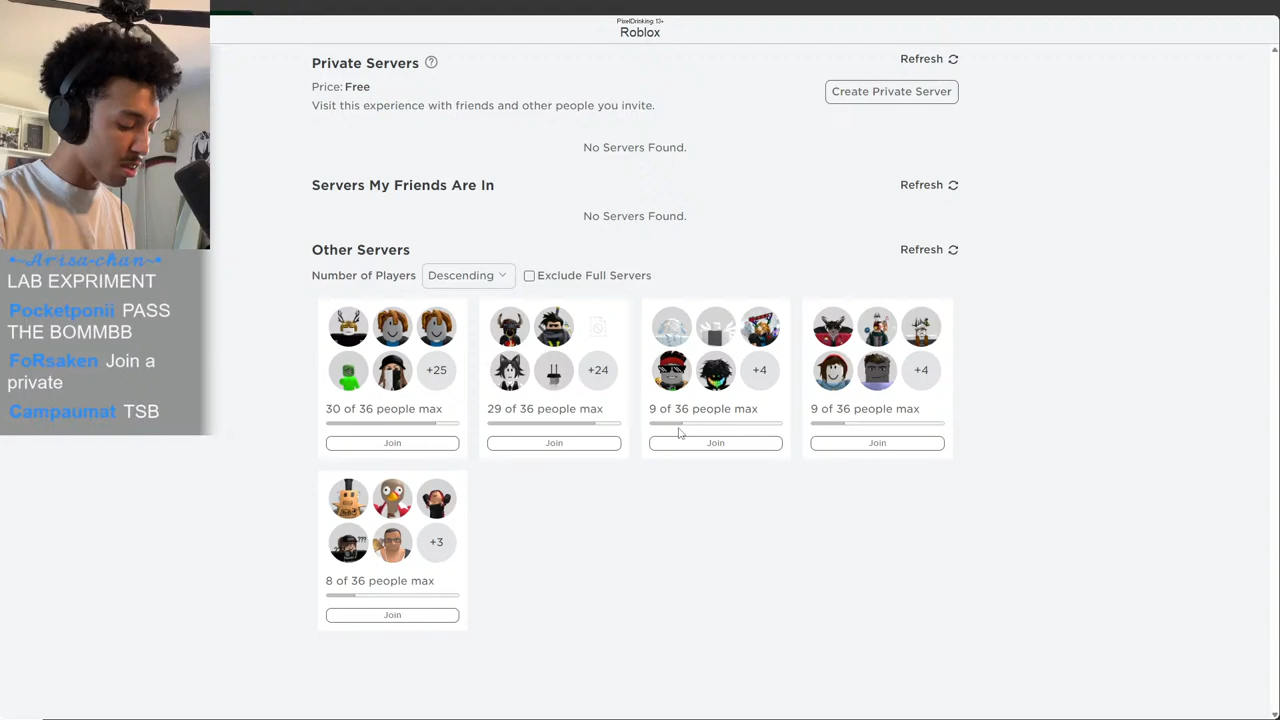 PixelDrinking 13+
Roblox
Private Servers ?
Refresh
Price: Free
Create Private Server
Visit this experience with friends and other people you invite.
No Servers Found.
Servers My Friends Are In
Refresh
No Servers Found.
Other Servers
Refresh
Number of Players Descending Exclude Full Servers
+25
30 of 36 people max
Join
+24
29 of 36 people max
Join
+4
9 of 36 people max
Join
+4
9 of 36 people max
Join
???
+3
8 of 36 people max
Join
~Arisa-chan~
LAB EXPRIMENT
Pocketponii PASS
THE BOMMBB
FoRsaken Join a
private
Campaumat TSB